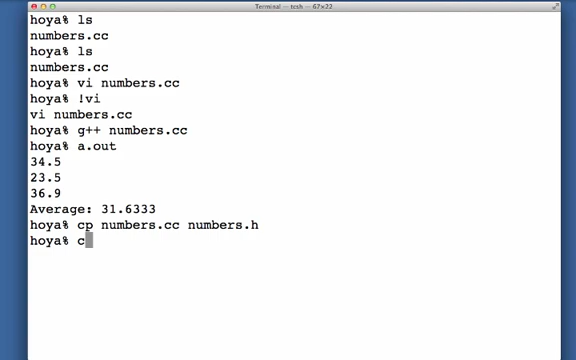 Terminal — tcsh — 67×22
hoya% ls
numbers.cc
hoya% ls
numbers.cc
hoya% vi numbers.cc
hoya% !vi
vi numbers.cc
hoya% g++ numbers.cc
hoya% a.out
34.5
23.5
36.9
Average: 31.6333
hoya% cp numbers.cc numbers.h
hoya% c